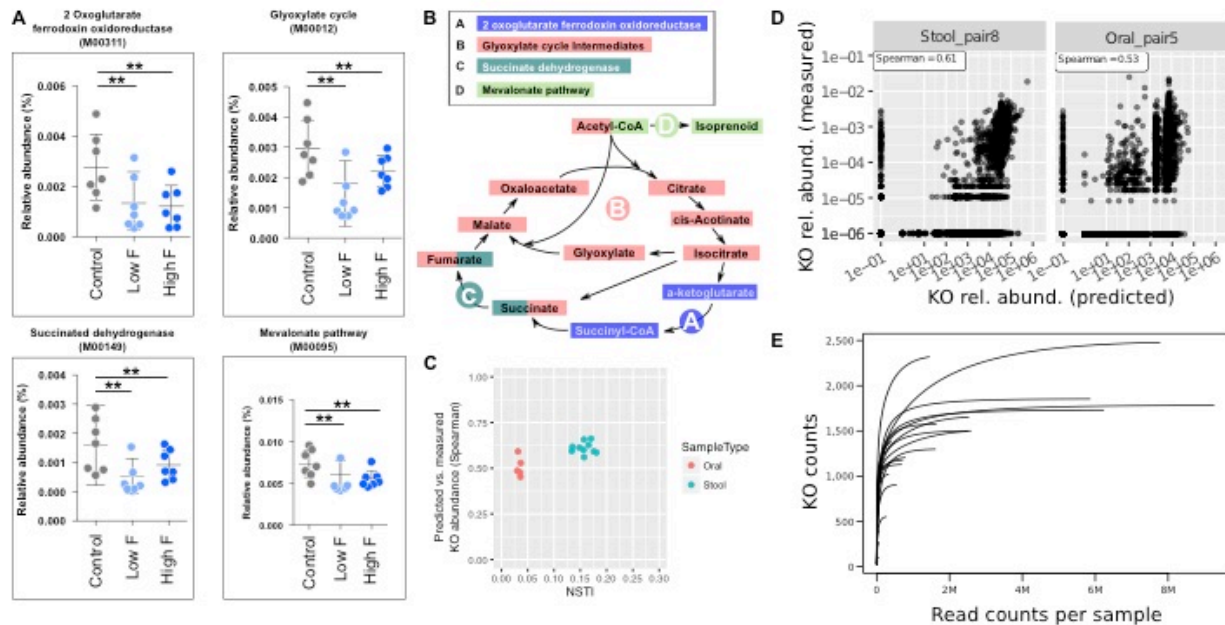 A
2 Oxoglutarate
ferrodoxin oxidoreductase
(M00311)
Relative abundance (%)
0.006
0.004
0.002
0.000
**
**
Control
Low F
High F
Glyoxylate cycle
(M00012)
Relative abundance (%)
0.005
0.004
0.003
0.002
0.001
0.000
**
**
Control
Low F
High F
Succinated dehydrogenase
(M00149)
Relative abundance (%)
0.004
0.003
0.002
0.001
0.000
**
**
Control
Low F
High F
Mevalonate pathway
(M00095)
Relative abundance (%)
0.015
0.010
0.005
0.000
**
**
Control
Low F
High F
B
A 2 oxoglutarate ferrodoxin oxidoreductase
B Glyoxylate cycle Intermediates
C Succinate dehydrogenase
D Mevalonate pathway
Acetyl-CoA D Isoprenoid
Oxaloacetate Citrate
B
Malate cis-Acotinate
Fumarate Glyoxylate Isocitrate
C a-ketoglutarate
Succinate
Succinyl-CoA A
C
Predicted vs. measured
KO abundance (Spearman)
1.00
0.75
0.50
0.25
0.00
0.00 0.05 0.10 0.15 0.20 0.25 0.30
NSTI
SampleType
Oral
Stool
D
Stool_pair8 Oral_pair5
Spearman =0.61 Spearman =0.53
KO rel. abund. (measured)
1e−01
1e−02
1e−03
1e−04
1e−05
1e−06
1e−01 1e+00 1e+01 1e+02 1e+03 1e+04 1e+05 1e+06
1e−01 1e+00 1e+01 1e+02 1e+03 1e+04 1e+05 1e+06
KO rel. abund. (predicted)
E
KO counts
2,500
2,000
1,500
1,000
500
0
0 2M 4M 6M 8M
Read counts per sample